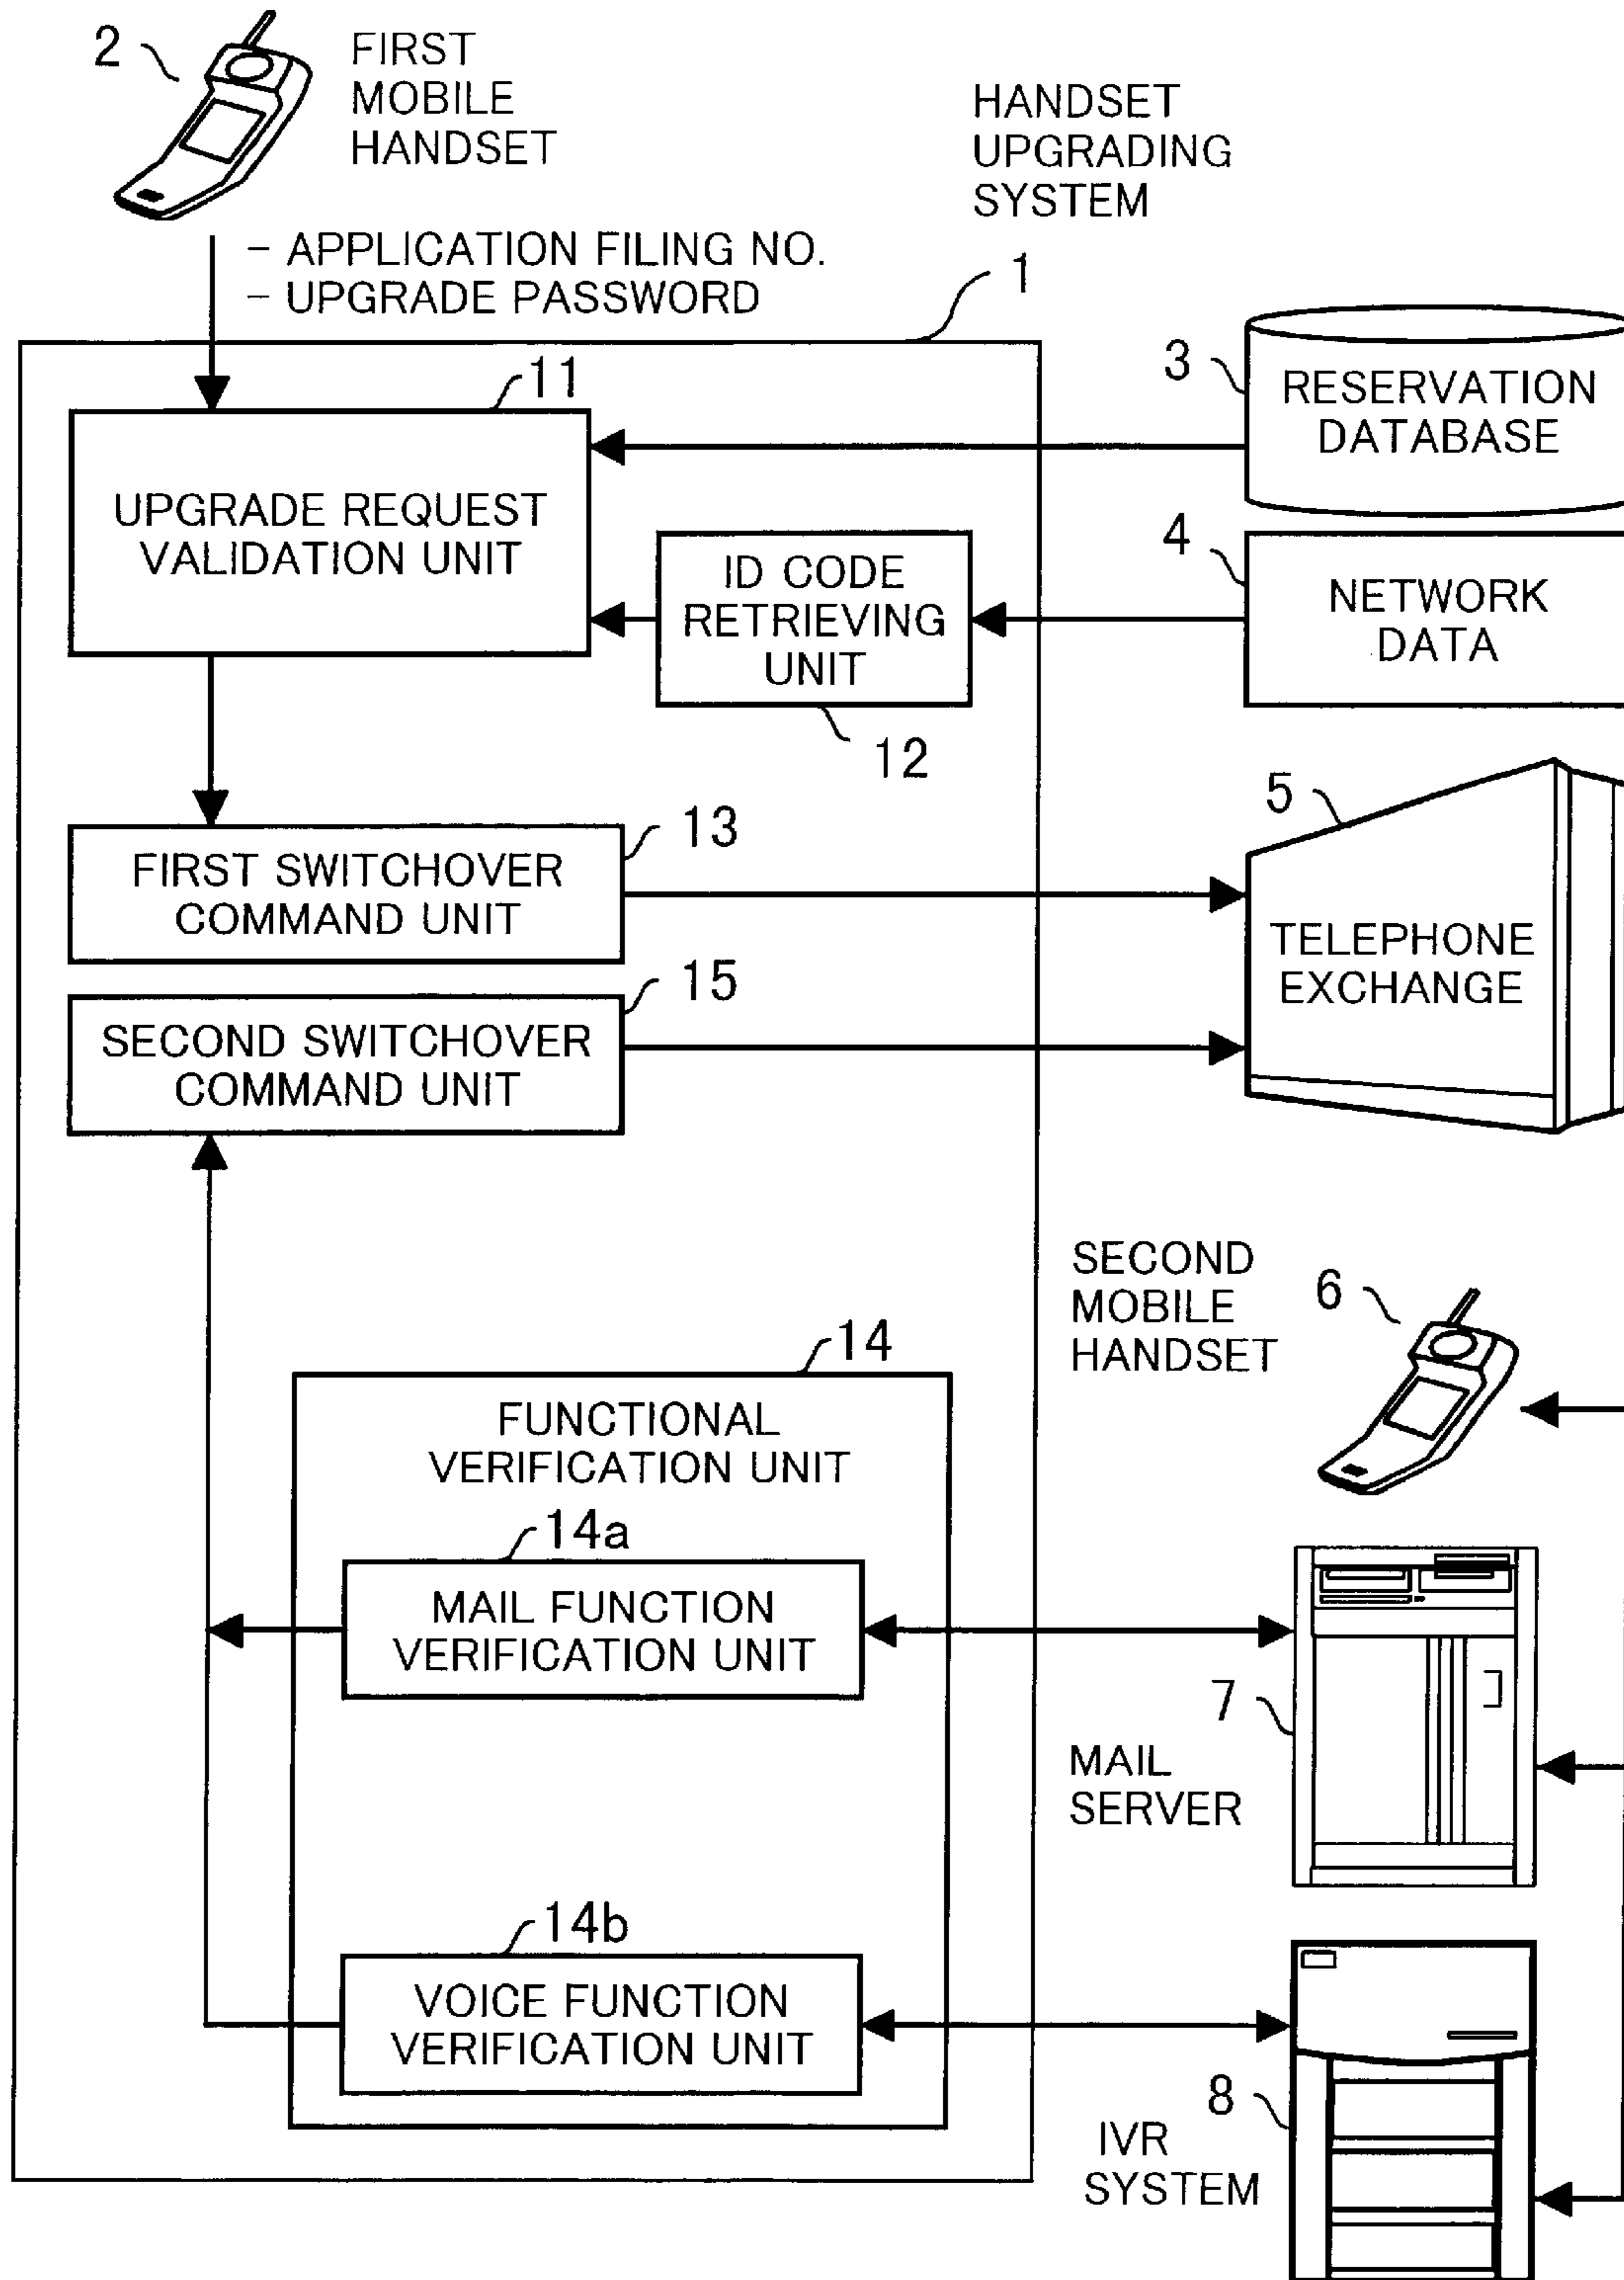 2
FIRST
MOBILE
HANDSET
HANDSET
UPGRADING
SYSTEM
– APPLICATION FILING NO.
– UPGRADE PASSWORD
1
11
UPGRADE REQUEST
VALIDATION UNIT
3
RESERVATION
DATABASE
ID CODE
RETRIEVING
UNIT
12
4
NETWORK
DATA
13
FIRST SWITCHOVER
COMMAND UNIT
5
TELEPHONE
EXCHANGE
15
SECOND SWITCHOVER
COMMAND UNIT
SECOND
MOBILE
HANDSET
6
14
FUNCTIONAL
VERIFICATION UNIT
14a
MAIL FUNCTION
VERIFICATION UNIT
7
MAIL
SERVER
14b
VOICE FUNCTION
VERIFICATION UNIT
8
IVR
SYSTEM